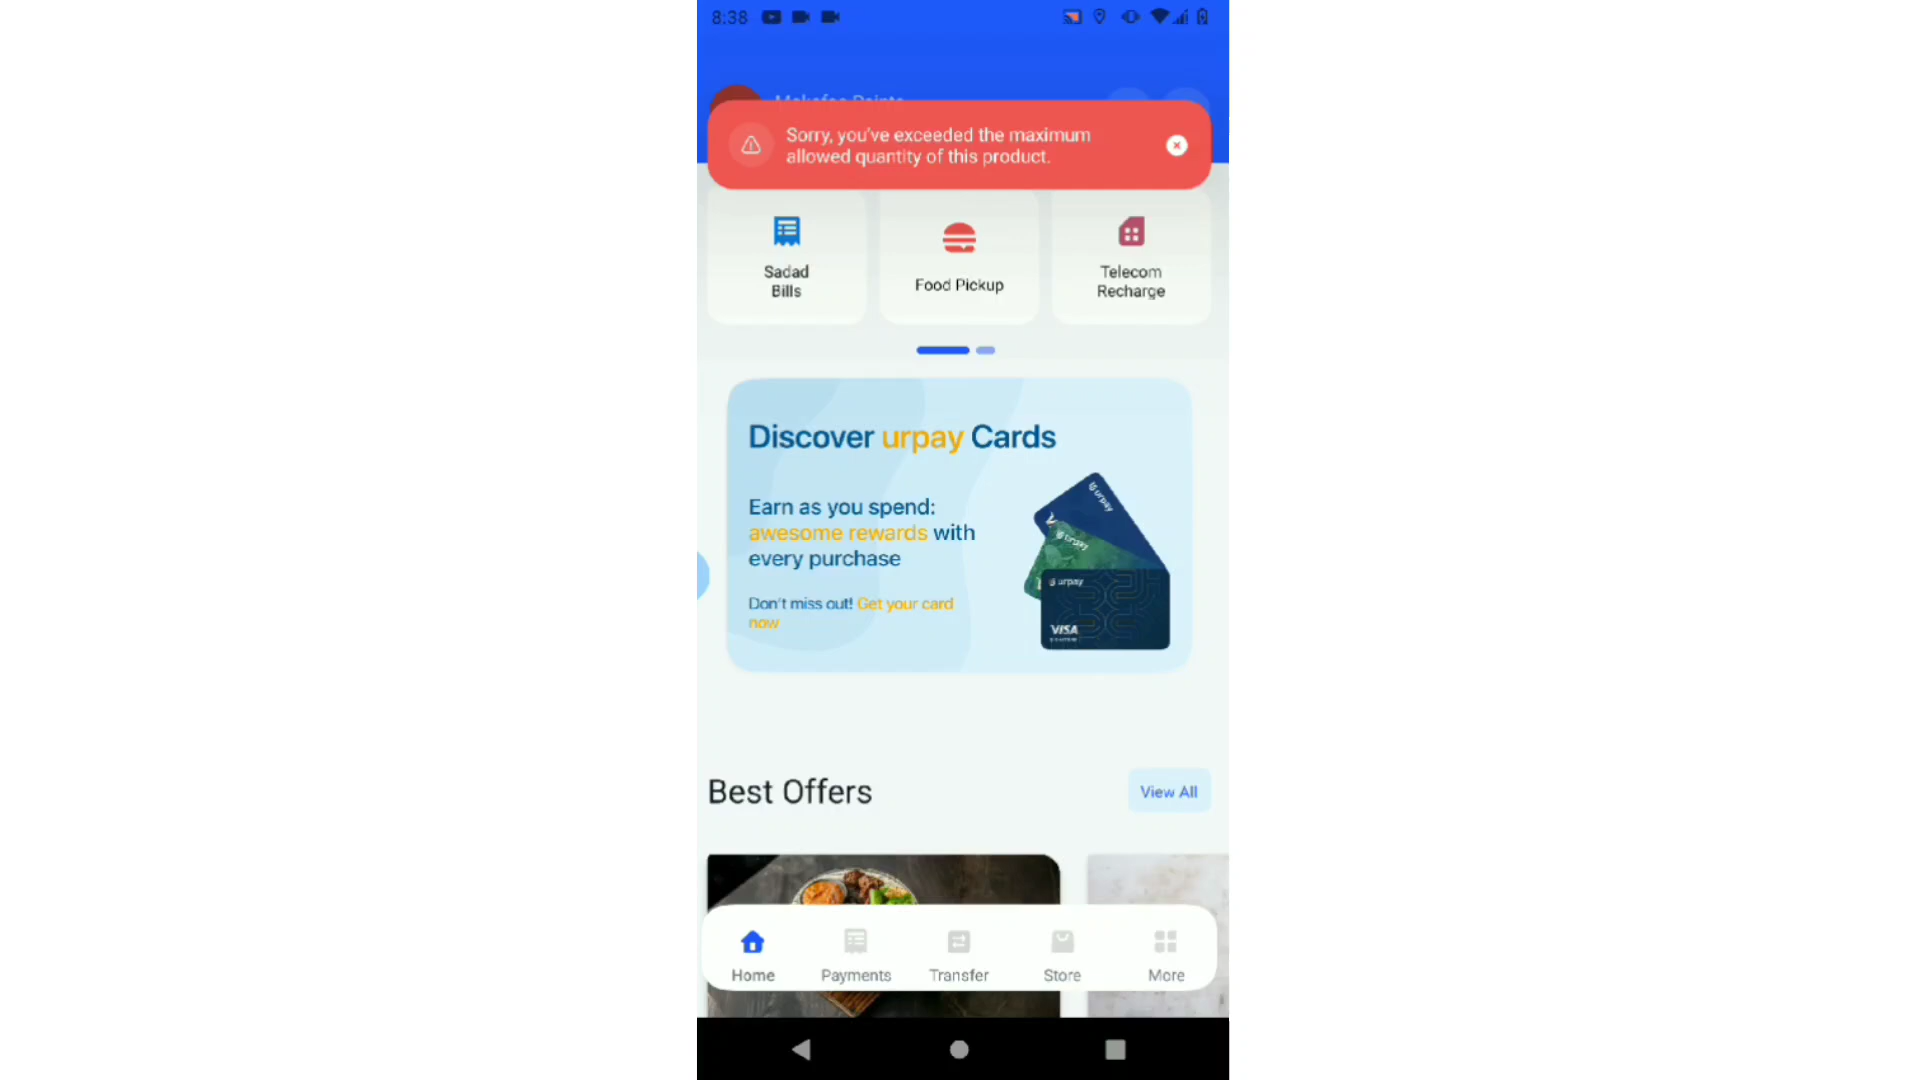 8:38
Mokafaa Points
Sorry, you've exceeded the maximum
allowed quantity of this product.
Sadad
Bills
Food Pickup
Telecom
Recharge
Discover urpay Cards
Earn as you spend:
awesome rewards with
every purchase
Don't miss out! Get your card
now
urpay
urpay
urpay
VISA
Best Offers
View All
Home
Payments
Transfer
Store
More